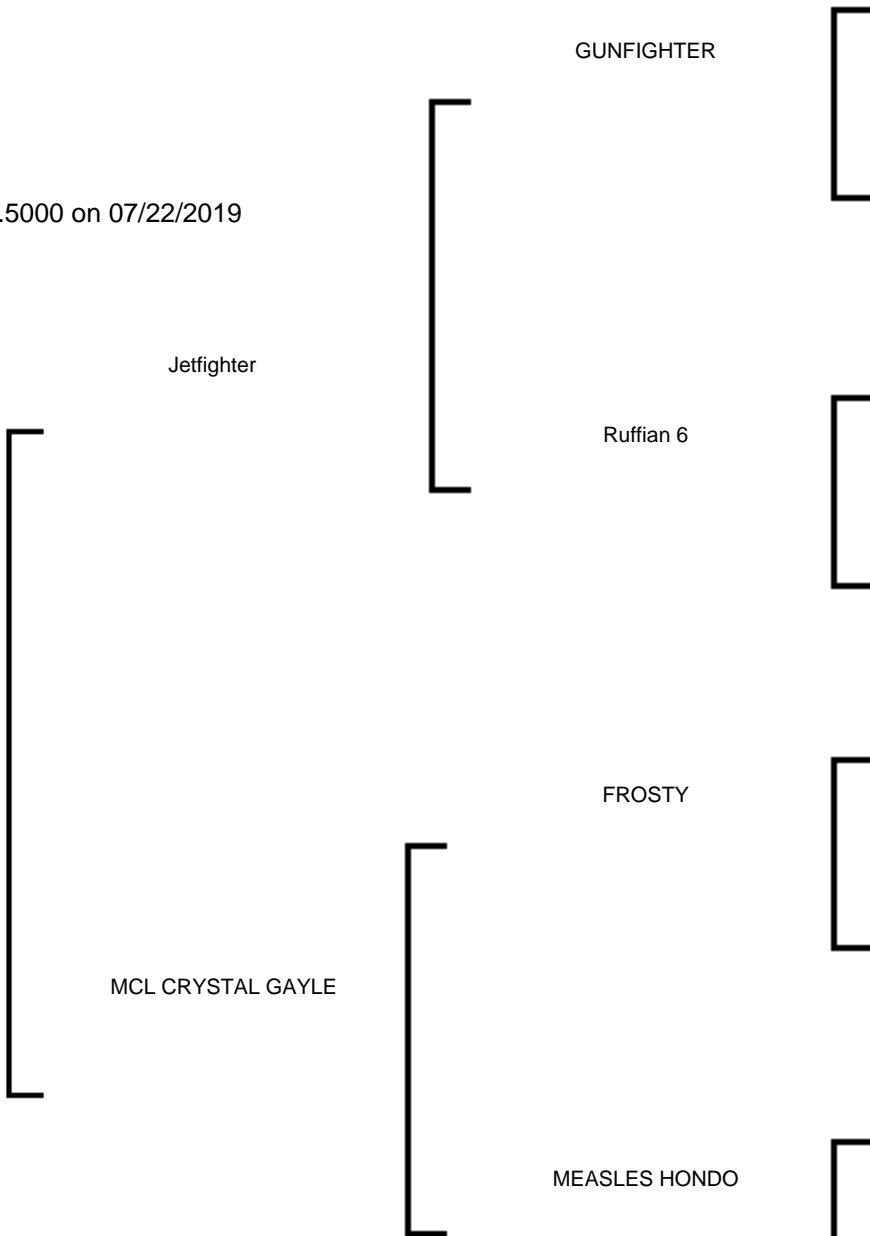 GUNFIGHTER
.5000 on 07/22/2019
Jetfighter
Ruffian 6
FROSTY
MCL CRYSTAL GAYLE
MEASLES HONDO